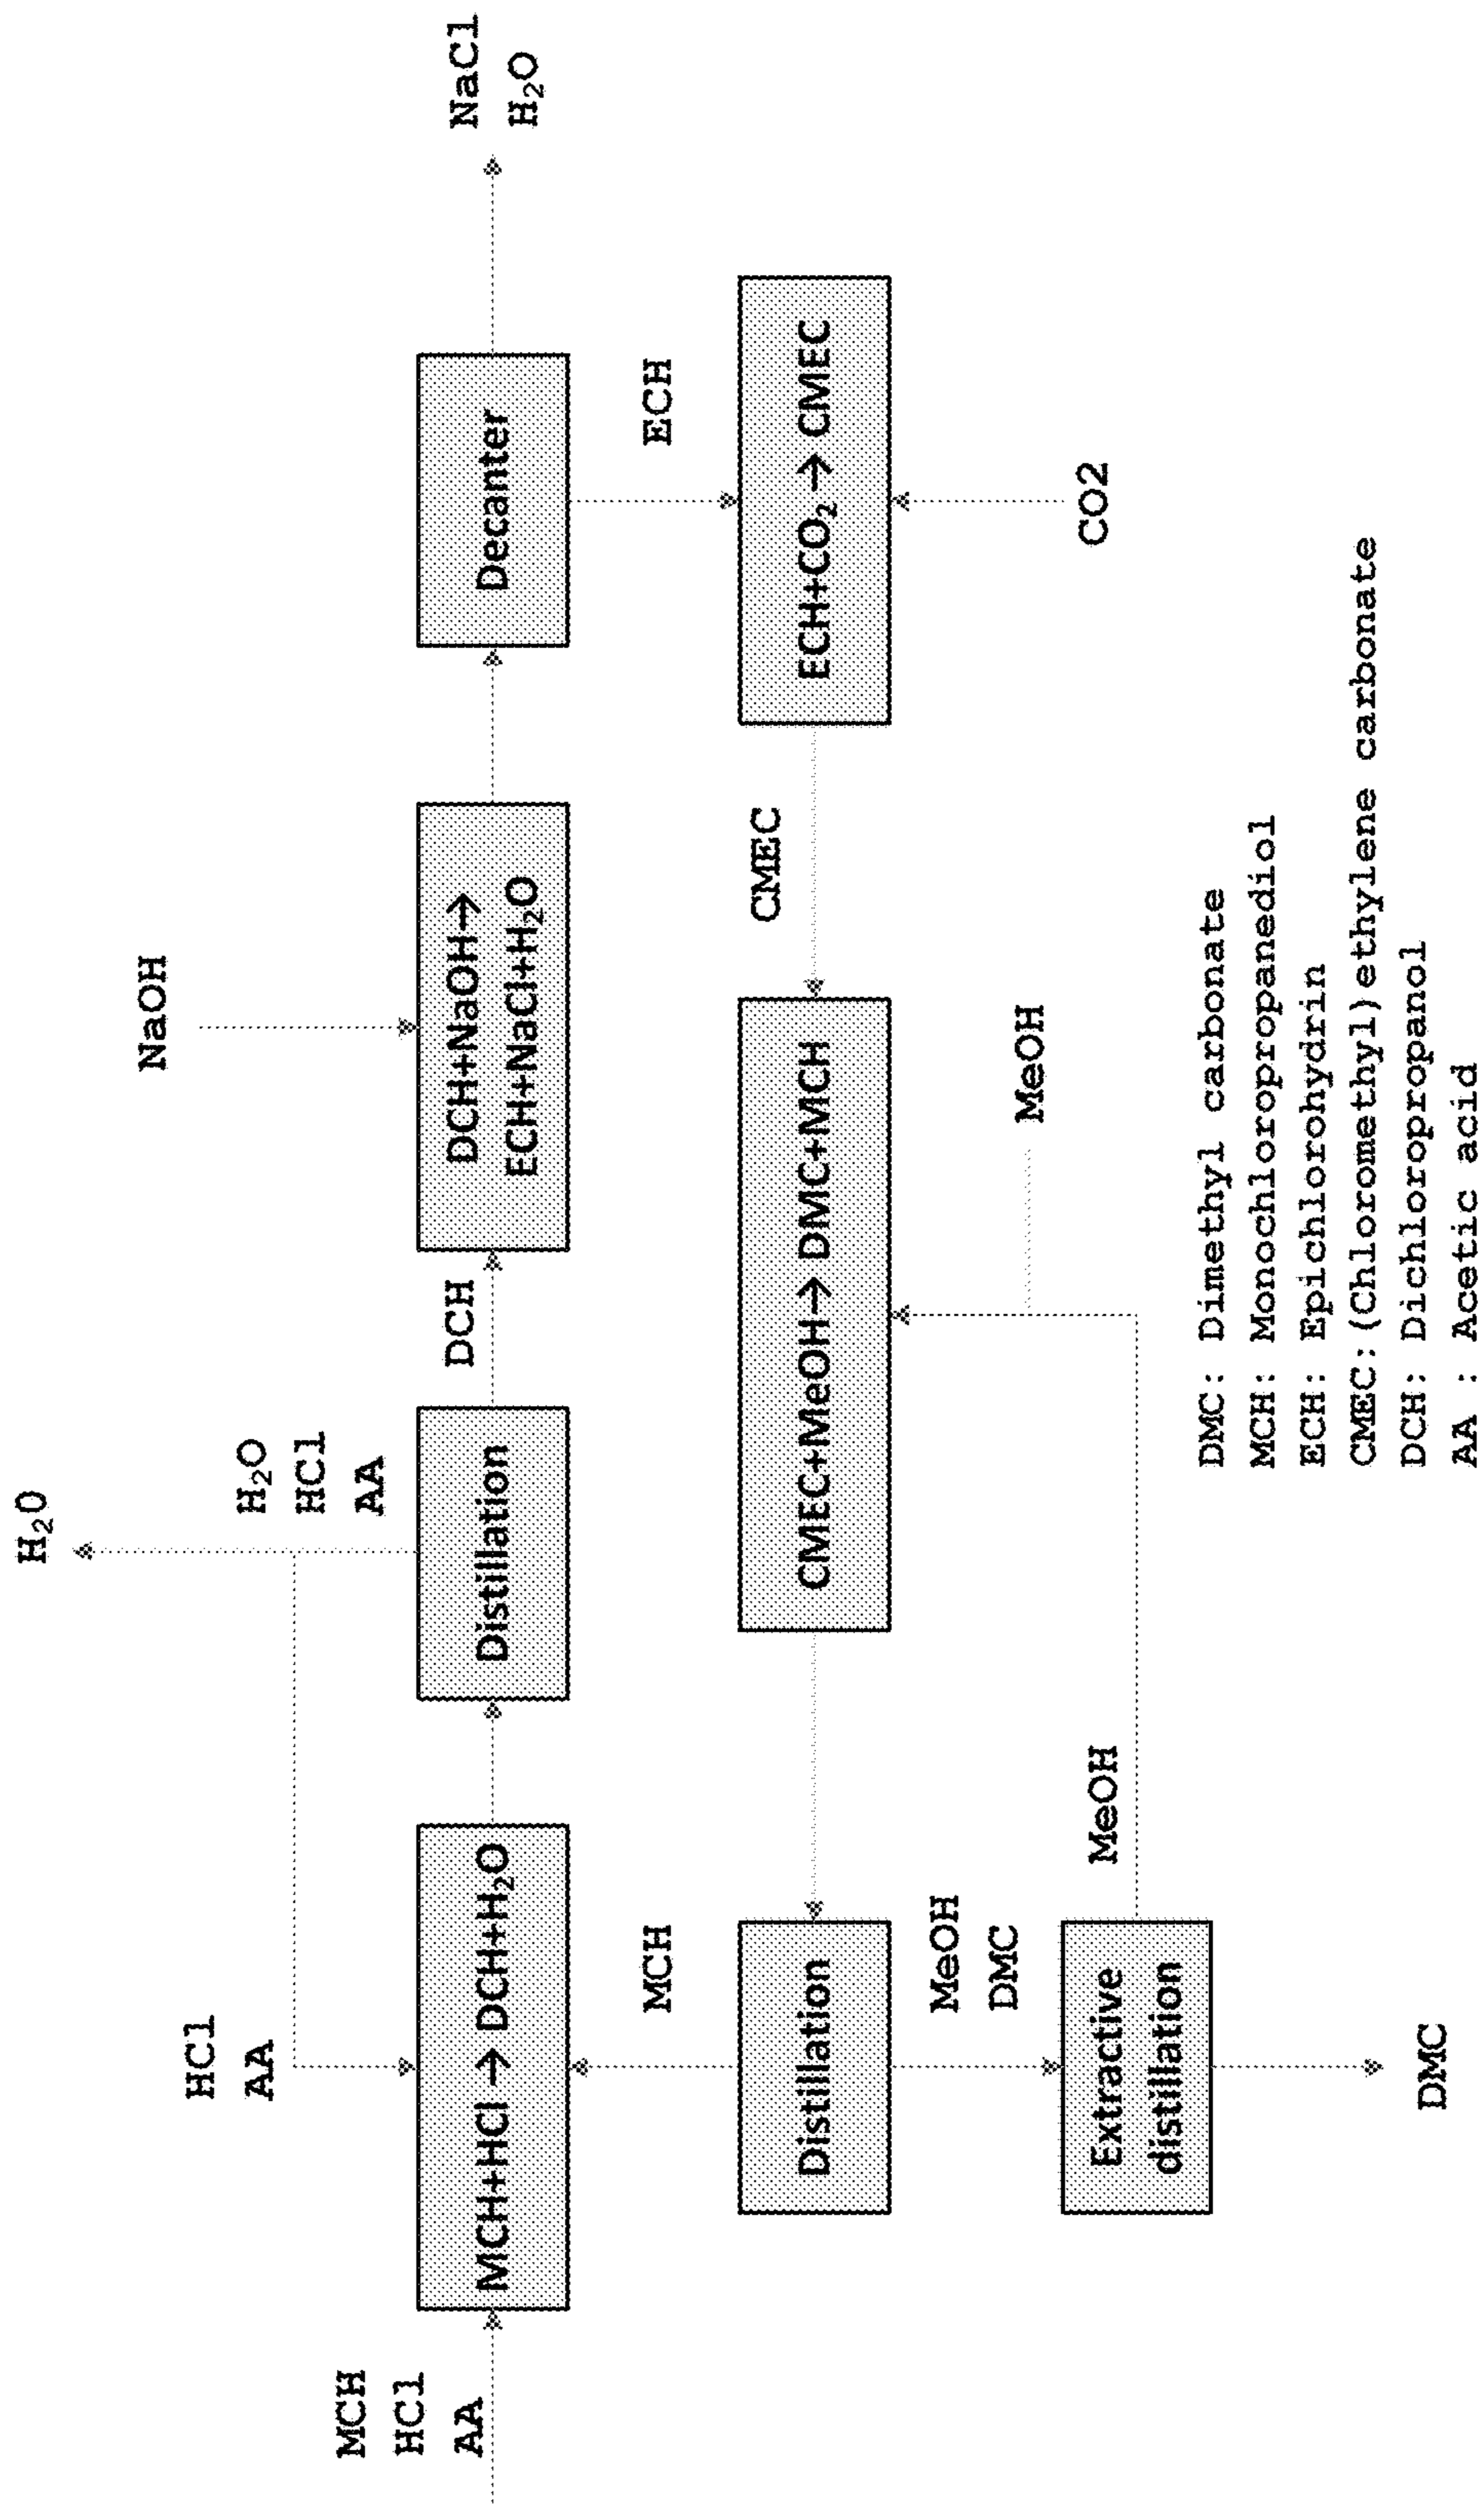 H₂O
HCl
AA
H₂O
HCl
AA
NaOH
MCH
HCl
AA
MCH+HCl → DCH+H₂O
Distillation
DCH
DCH+NaOH→
ECH+NaCl+H₂O
Decanter
NaCl
H₂O
MCH
ECH
Distillation
CMEC+MeOH→ DMC+MCH
CMEC
ECH+CO₂ → CMEC
MeOH
DMC
MeOH
CO2
Extractive
distillation
MeOH
DMC
DMC: Dimethyl carbonate
MCH: Monochloropropanediol
ECH: Epichlorohydrin
CMEC:(Chloromethyl)ethylene carbonate
DCH: Dichloropropanol
AA : Acetic acid